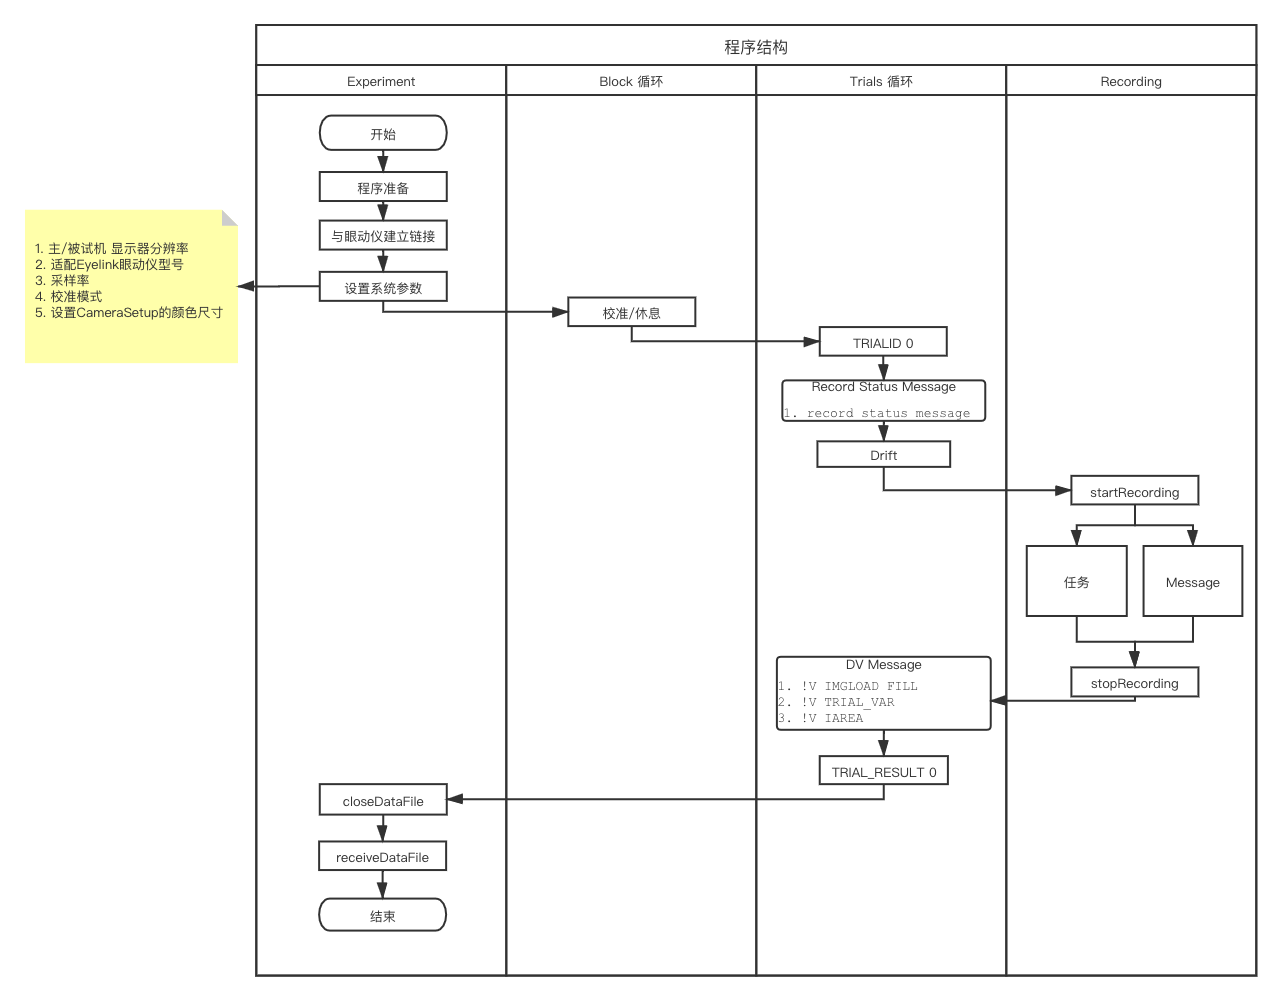 程序结构
Experiment
Block 循环
Trials 循环
Recording
开始
程序准备
与眼动仪建立链接
设置系统参数
1. 主/被试机 显示器分辨率
2. 适配Eyelink眼动仪型号
3. 采样率
4. 校准模式
5. 设置CameraSetup的颜色尺寸
校准/休息
TRIALID 0
Record Status Message
1. record status message
Drift
startRecording
任务
Message
stopRecording
DV Message
1. !V IMGLOAD FILL
2. !V TRIAL_VAR
3. !V IAREA
TRIAL_RESULT 0
closeDataFile
receiveDataFile
结束